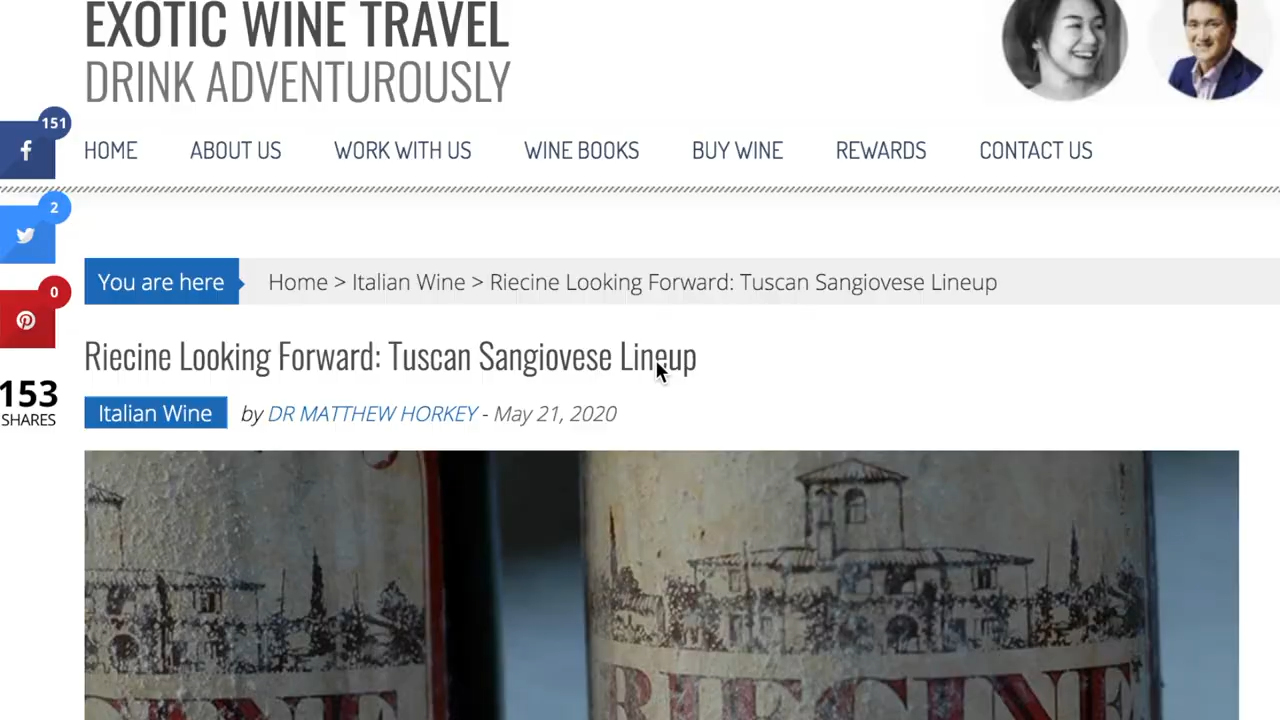 EXOTIC WINE TRAVEL
DRINK ADVENTUROUSLY
151
HOME ABOUT US WORK WITH US WINE BOOKS BUY WINE REWARDS CONTACT US
2
You are here Home > Italian Wine > Riecine Looking Forward: Tuscan Sangiovese Lineup
0
Riecine Looking Forward: Tuscan Sangiovese Lineup
153
SHARES
Italian Wine by DR MATTHEW HORKEY - May 21, 2020
RIECINE